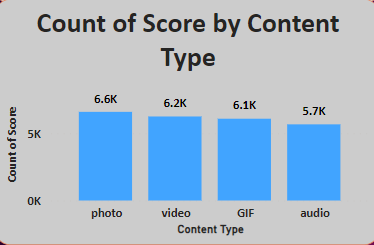 Count of Score by Content
Type
6.6K
6.2K
6.1K
5.7K
Count of Score
5K
0K
photo
video
GIF
audio
Content Type